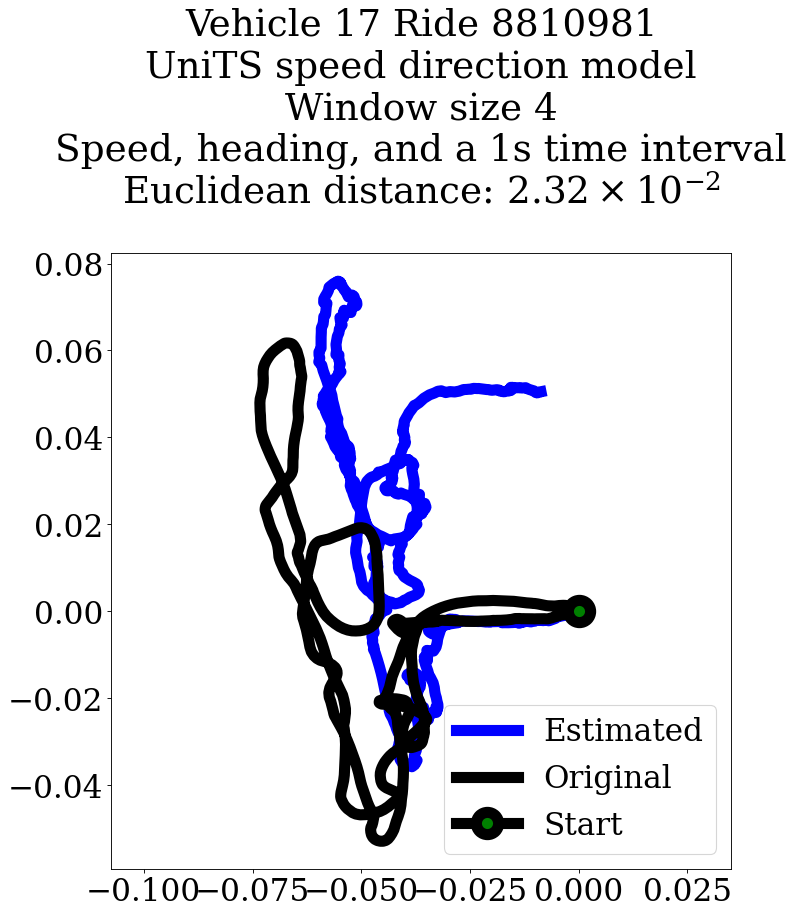 Vehicle 17 Ride 8810981
UniTS speed direction model
Window size 4
Speed, heading, and a 1s time interval
Euclidean distance: 2.32 × 10⁻²
0.08
0.06
0.04
0.02
0.00
−0.02
−0.04
Estimated
Original
Start
−0.100 −0.075 −0.050 −0.025 0.000 0.025